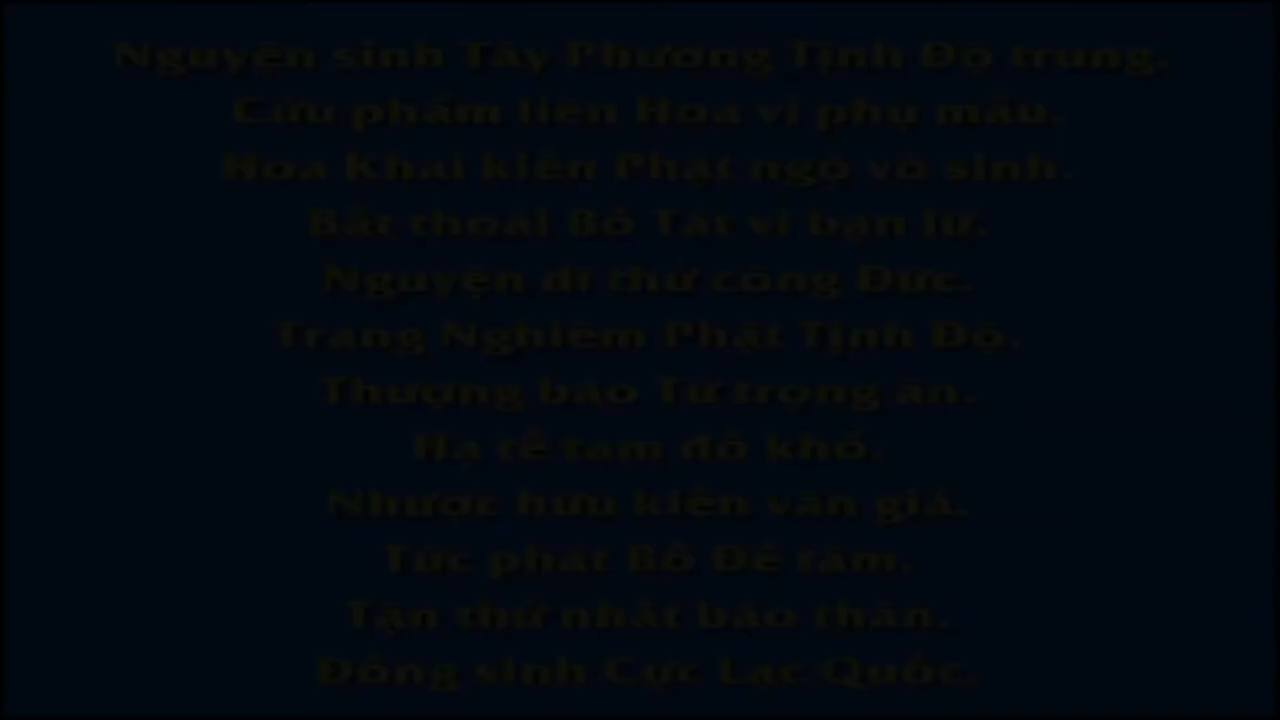 Nguyện sinh Tây Phương Tịnh Độ trung.
Cửu phẩm liên Hoa vi phụ mẫu.
Hoa Khai kiến Phật ngộ vô sinh.
Bất thoái Bồ Tát vi bạn lữ.
Nguyện dĩ thử công Đức.
Trang Nghiêm Phật Tịnh Độ.
Thượng báo Tứ trọng ân.
Hạ tế tam đồ khổ.
Nhược hữu kiến văn giả.
Tức phát Bồ Đề tâm.
Tận thử nhất báo thân.
Đồng sinh Cực Lạc Quốc.